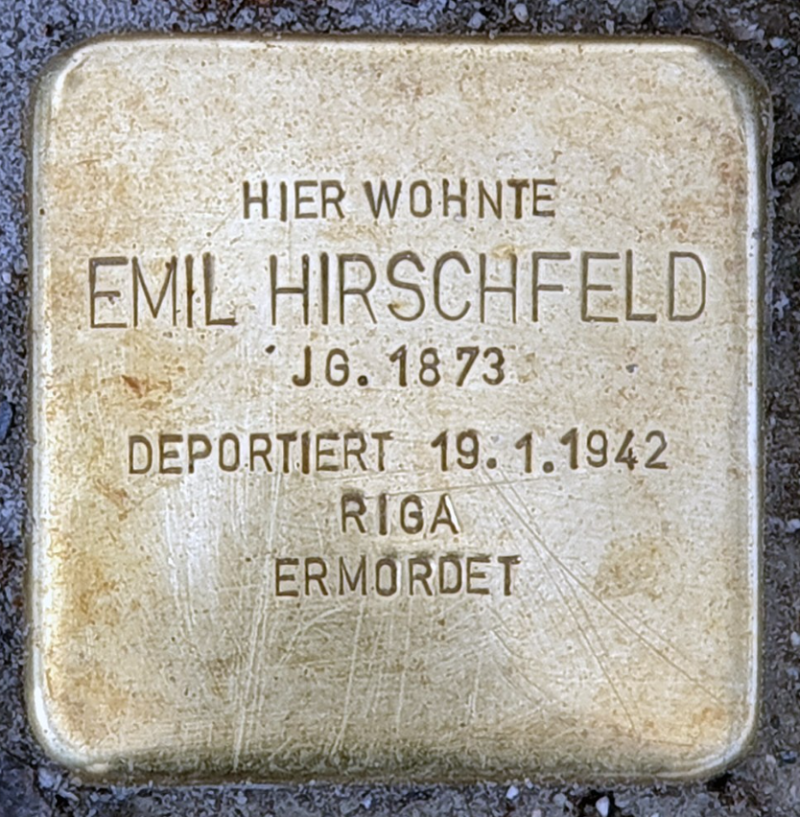 HIER WOHNTE
EMIL HIRSCHFELD
JG. 1873
DEPORTIERT 19.1.1942
RIGA
ERMORDET